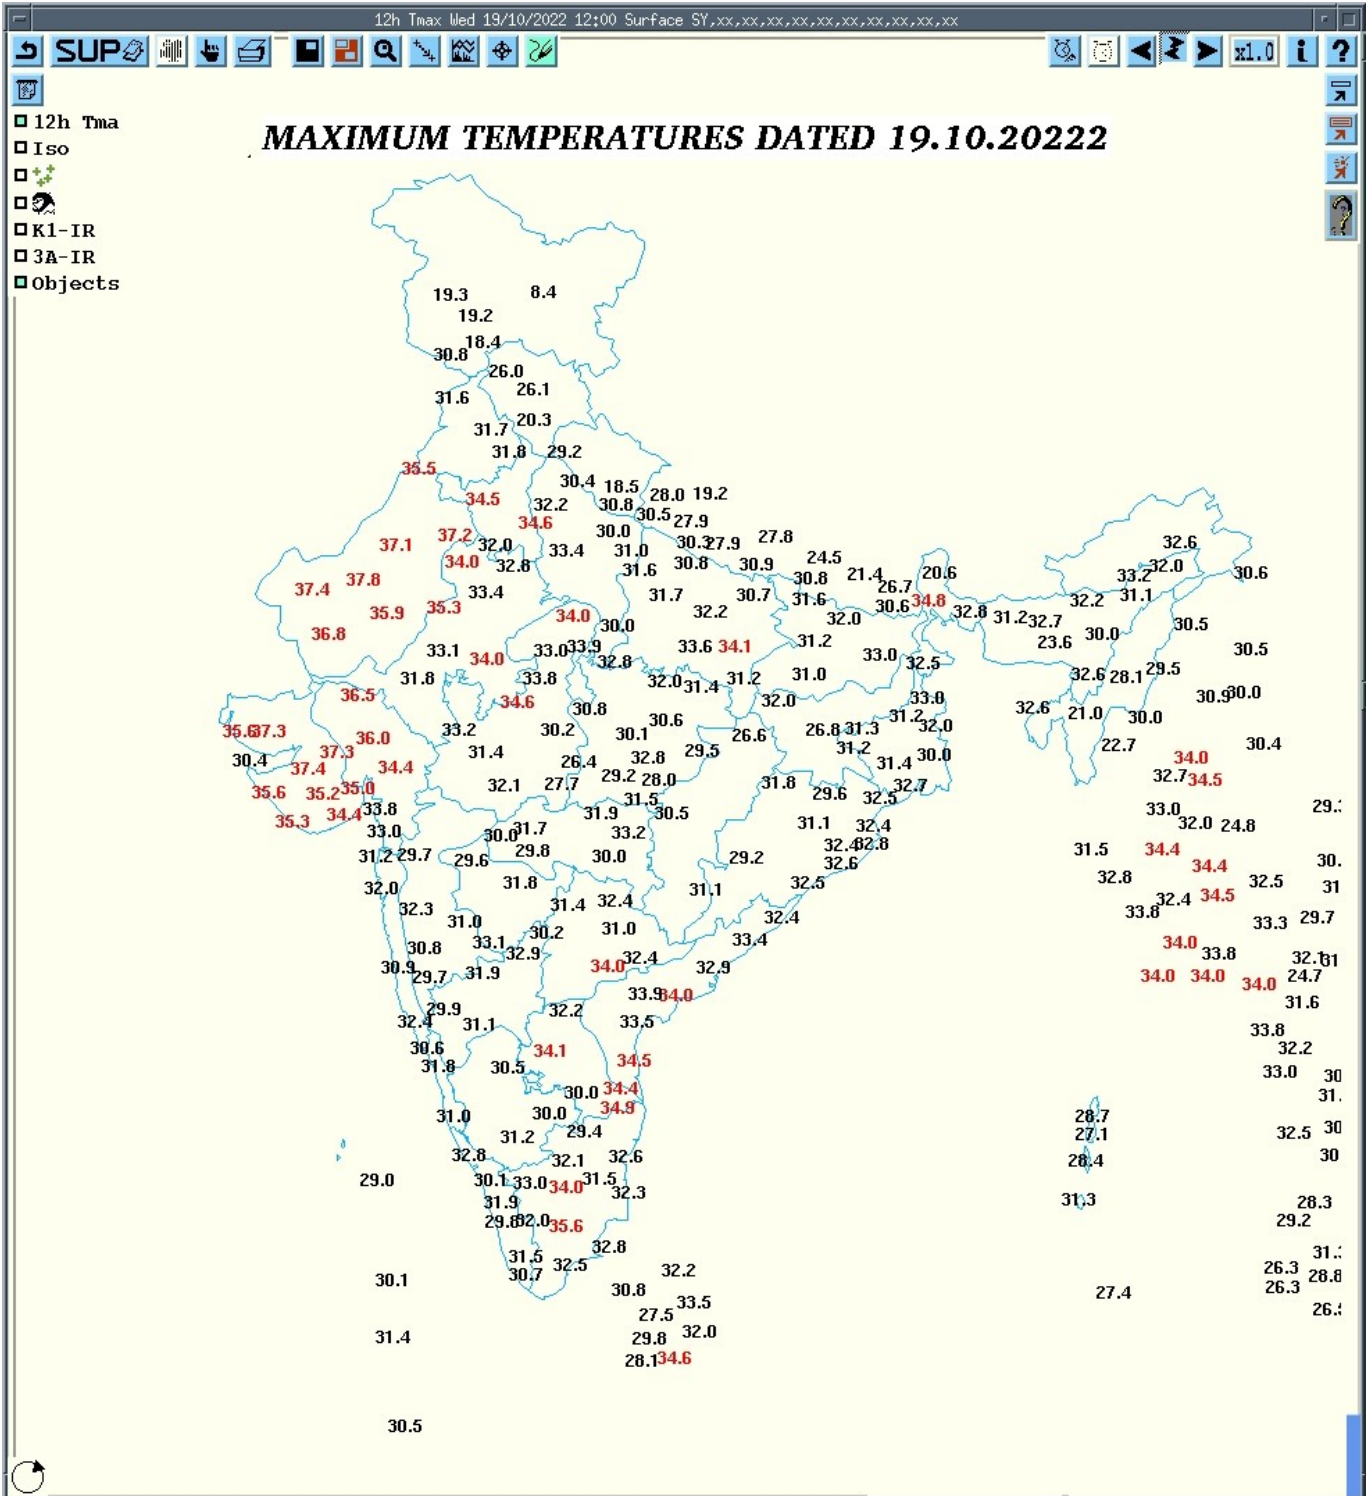 12h Tmax Wed 19/10/2022 12:00 Surface SY,xx,xx,xx,xx,xx,xx,xx,xx,xx,xx
SUP x1.0 i ?
12h Tma
MAXIMUM TEMPERATURES DATED 19.10.20222
Iso
K1-IR
3A-IR
Objects
19.3 8.4
19.2
18.4
30.8
26.0
26.1
31.6
20.3
31.7
31.8 29.2
35.5
30.4 18.5
34.5 28.0 19.2
32.2 30.8
30.5
34.6 27.9
30.0
37.2 27.8
37.1 32.0 33.4 31.0 30.3 27.9
34.0 32.8 31.6 30.8 30.9 24.5
32.6
32.0
37.8 30.8 21.4 20.6 33.2 30.6
37.4 33.4 31.7 30.7 26.7
31.6 30.6 34.8 32.2 31.1
35.9 35.3 34.0 32.2 32.0 32.8 31.2 32.7
36.8 30.0 30.0 30.5
33.1 33.0 33.9 33.6 34.1 31.2 23.6
34.0 32.8 33.0 32.5 30.5
31.8 33.8 32.0 31.4 31.2 31.0 32.6 28.1 29.5
36.5 34.6 32.0 33.0 30.9 30.0
30.8 30.6 31.2 32.6 21.0 30.0
35.6 37.3 33.2 30.2 30.1 26.6 26.8 31.3 32.0
36.0 31.2 22.7 30.4
37.3 31.4 29.5 30.0
30.4 37.4 34.4 26.4 32.8 31.4 34.0
32.1 27.7 29.2 28.0 31.8 32.7 32.7 34.5
35.6 35.2 35.0 31.5 29.6 32.5
35.3 34.4 33.8 31.9 30.5 33.0 29.
33.0 30.0 31.7 33.2 31.1 32.4 32.0 24.8
31.2 29.7 29.6 29.8 30.0 29.2 32.4 32.8 31.5 34.4
32.6 34.4 30.
32.0 31.8 31.1 32.5 32.8 32.5 31
32.3 31.4 32.4 32.4 34.5
31.0 30.2 31.0 32.4 33.8 33.3 29.7
30.8 33.1 32.9 33.4 34.0 33.8
30.9 29.7 31.9 34.0 32.4 32.9 34.0 34.0 32.1 31
24.7
34.0
33.9 34.0 31.6
29.9 32.2
32.4 31.1 33.5 33.8
30.6 34.1 32.2
31.8 30.5 34.5 33.0 30
30.0 34.4 31.
31.0 30.0 34.9 28.7
31.2 29.4 27.1 32.5 30
32.8 32.1 32.6 28.4 30
29.0 30.1 33.0 34.0 31.5
32.3
31.9 31.3 28.3
29.8 32.0 35.6 29.2
32.8
31.5 32.5 31.
30.7 32.2 26.3 28.8
30.1 30.8 26.3
27.4
33.5 26.
27.5
31.4 29.8 32.0
28.1 34.6
30.5